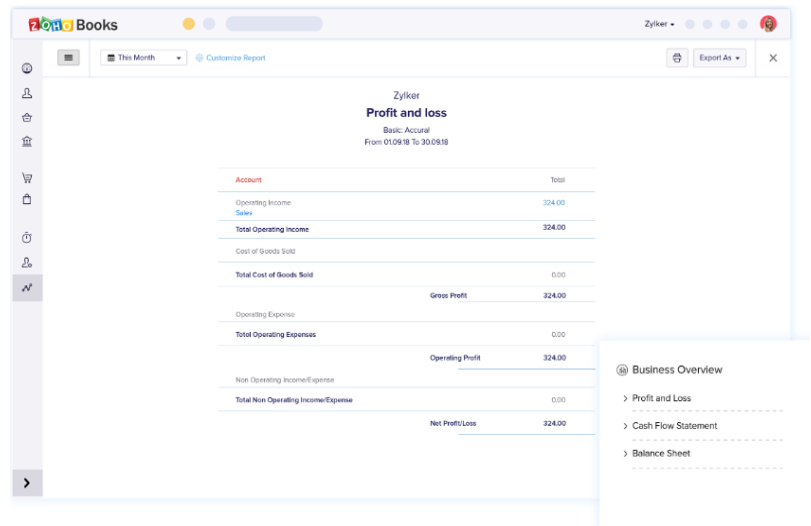 ZOHO Books
Zylker
This Month
Customize Report
Export As
Zylker
Profit and loss
Basic: Accural
From 01.09.18 To 30.09.18
Account Total
Operating Income 324.00
Sales
Total Operating Income 324.00
Cost of Goods Sold
Total Cost of Goods Sold 0.00
Gross Profit 324.00
Operating Expense
Totol Operating Expenses 0.00
Operating Profit 324.00
Non Operating Income/Expense
Total Non Operating Income/Expense 0.00
Net Profit/Loss 324.00
Business Overview
Profit and Loss
Cash Flow Statement
Balance Sheet